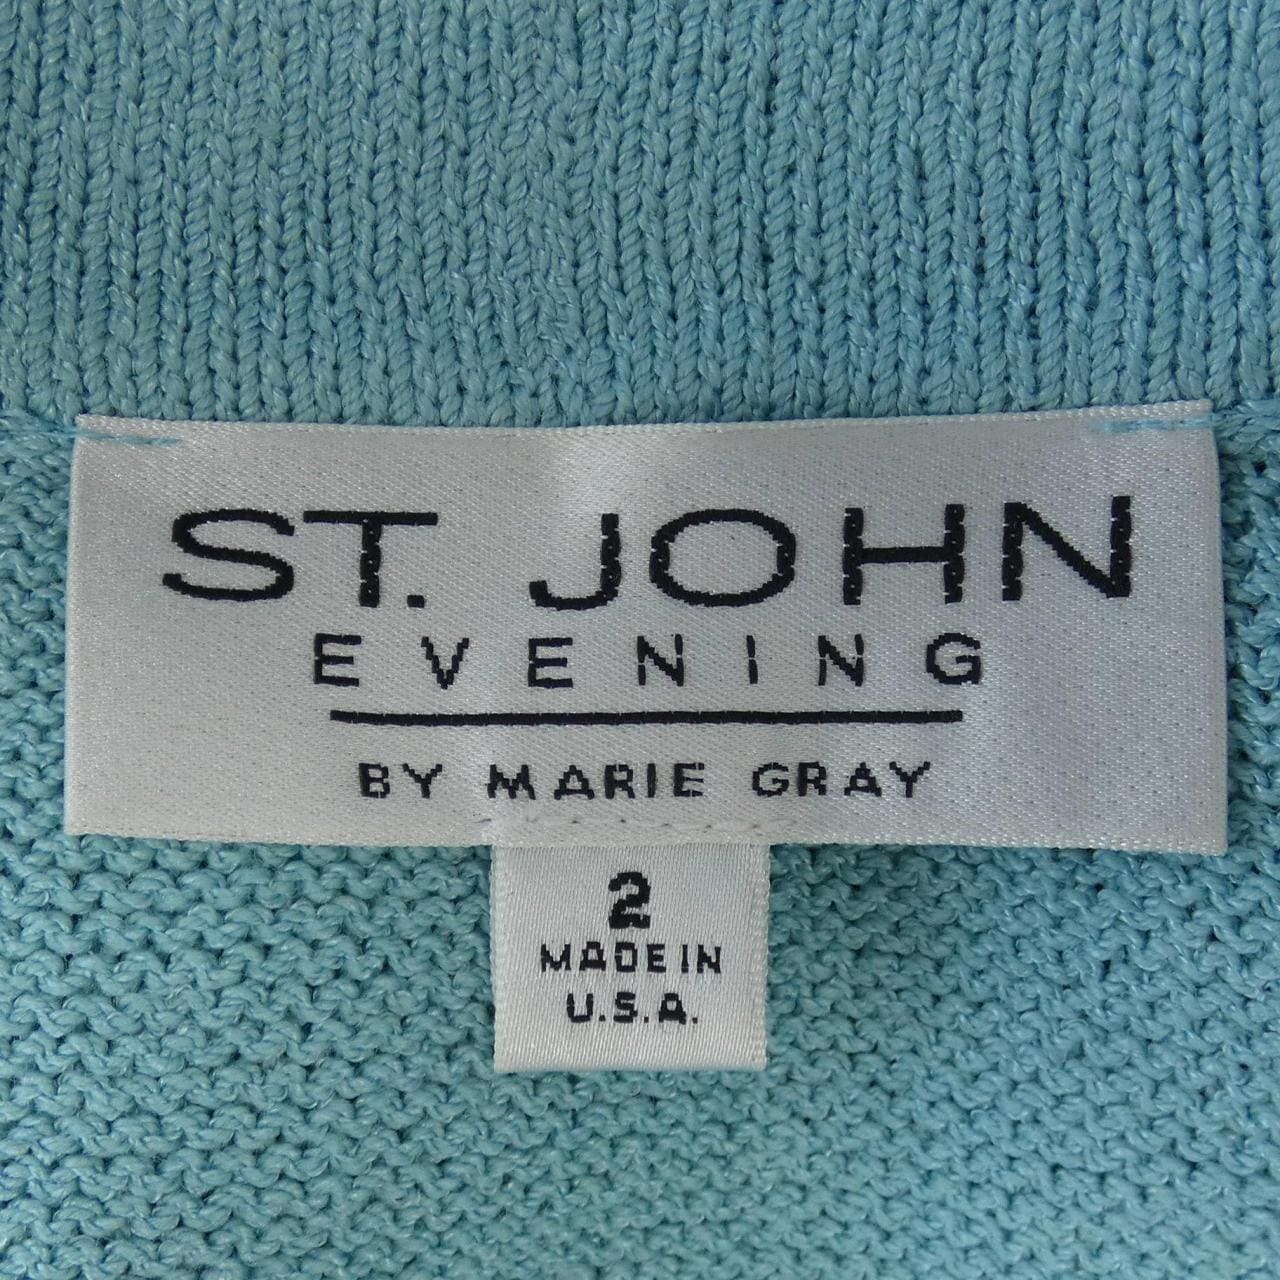 ST. JOHN
EVENING
BY MARIE GRAY
2
MADE IN
U.S.A.